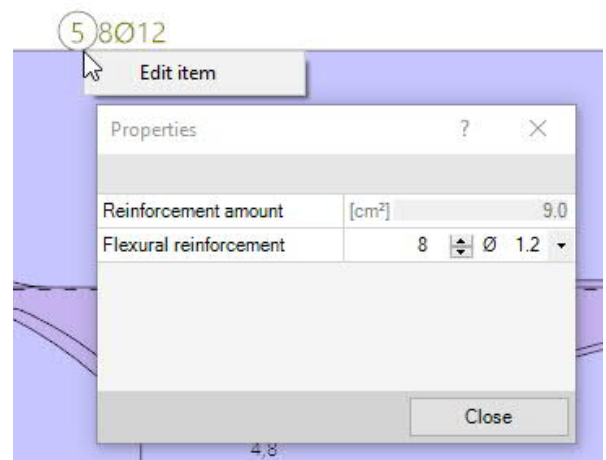 5 8Ø12
Edit item
Properties ?
Reinforcement amount [cm²] 9.0
Flexural reinforcement 8 Ø 1.2
Close
4,8